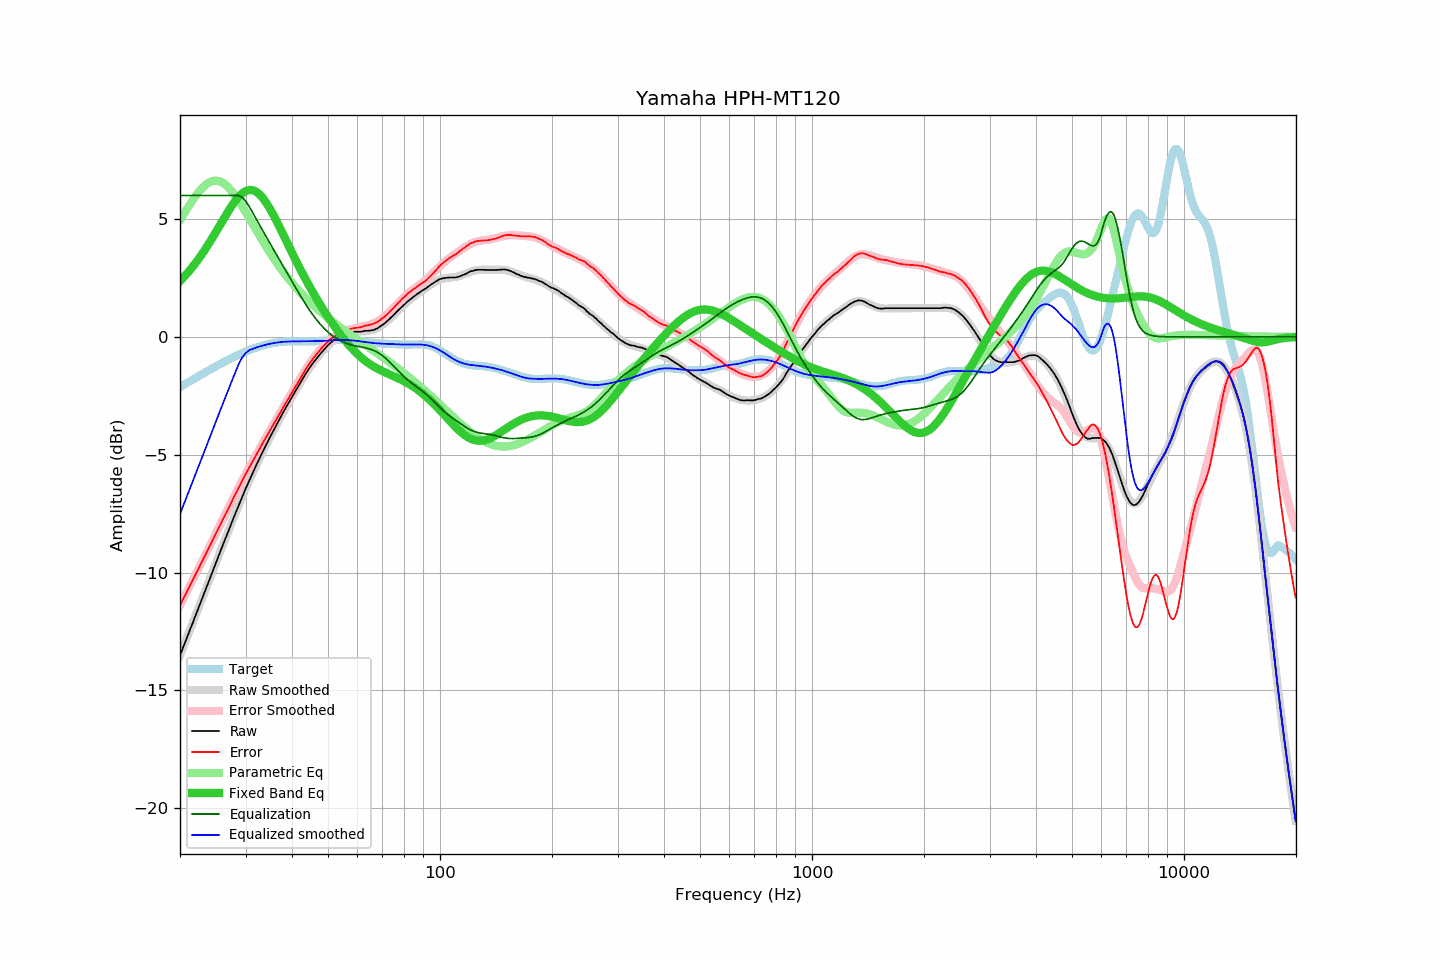 Yamaha HPH-MT120
Amplitude (dBr)
5
0
−5
−10
−15
−20
Target
Raw Smoothed
Error Smoothed
Raw
Error
Parametric Eq
Fixed Band Eq
Equalization
Equalized smoothed
100
1000
10000
Frequency (Hz)